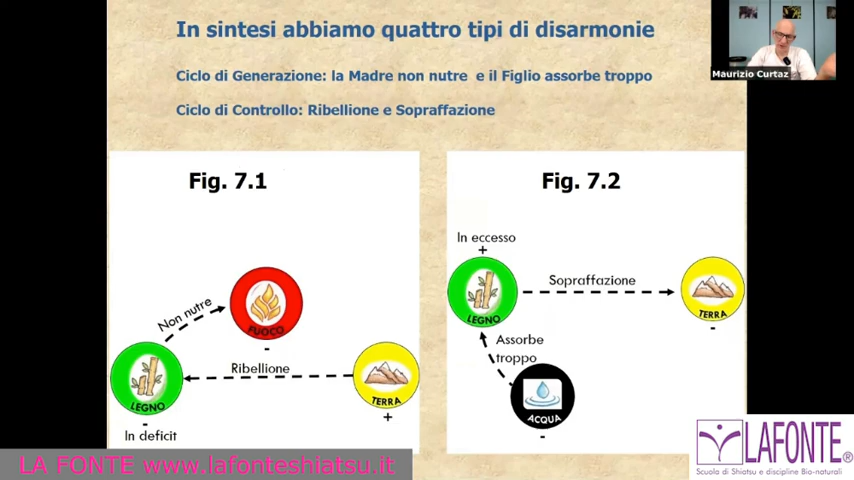 In sintesi abbiamo quattro tipi di disarmonie
Ciclo di Generazione: la Madre non nutre e il Figlio assorbe troppo
Ciclo di Controllo: Ribellione e Sopraffazione
Maurizio Curtaz
Fig. 7.1
Non nutre
FUOCO
-
Ribellione
LEGNO
-
In deficit
TERRA
+
Fig. 7.2
In eccesso
+
LEGNO
Sopraffazione
TERRA
-
Assorbe
troppo
ACQUA
-
LA FONTE www.lafonteshiatsu.it
LAFONTE®
Scuola di Shiatsu e discipline Bio-naturali